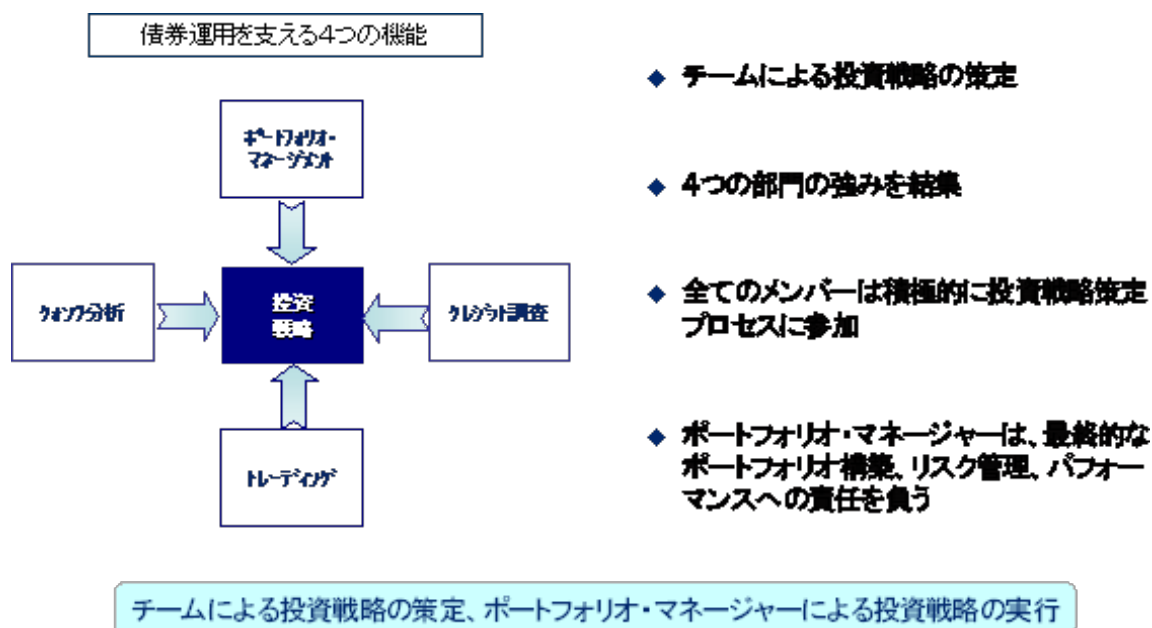 債券運用を支える4つの機能
ポートフォリオ・
マネージメント
クオンツ分析
投資
戦略
クレジット調査
トレーディング
◆ チームによる投資戦略の策定
◆ 4つの部門の強みを結集
◆ 全てのメンバーは積極的に投資戦略策定
プロセスに参加
◆ ポートフォリオ・マネージャーは、最終的な
ポートフォリオ構築、リスク管理、パフォー
マンスへの責任を負う
チームによる投資戦略の策定、ポートフォリオ・マネージャーによる投資戦略の実行